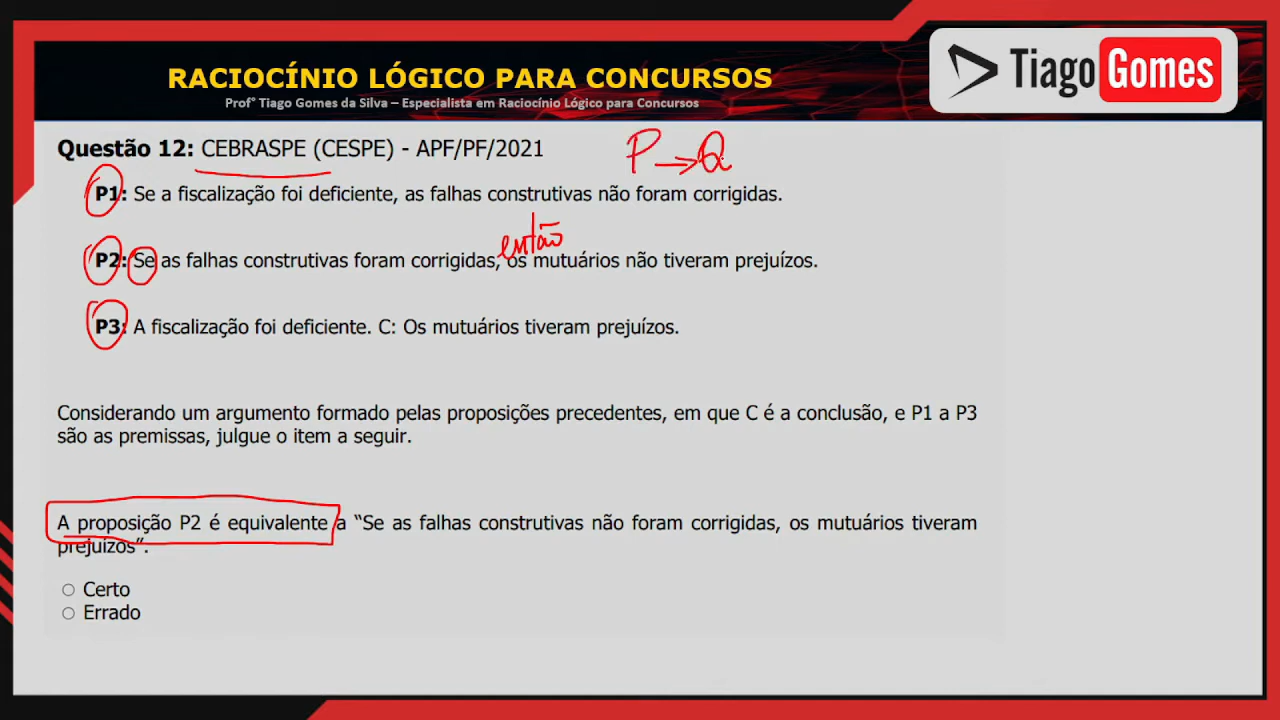 RACIOCÍNIO LÓGICO PARA CONCURSOS
Profº Tiago Gomes da Silva – Especialista em Raciocínio Lógico para Concursos
Tiago Gomes
Questão 12: CEBRASPE (CESPE) - APF/PF/2021
P → Q
P1: Se a fiscalização foi deficiente, as falhas construtivas não foram corrigidas.
então
P2: Se as falhas construtivas foram corrigidas, os mutuários não tiveram prejuízos.
P3: A fiscalização foi deficiente. C: Os mutuários tiveram prejuízos.
Considerando um argumento formado pelas proposições precedentes, em que C é a conclusão, e P1 a P3
são as premissas, julgue o item a seguir.
A proposição P2 é equivalente a “Se as falhas construtivas não foram corrigidas, os mutuários tiveram
prejuízos”.
Certo
Errado